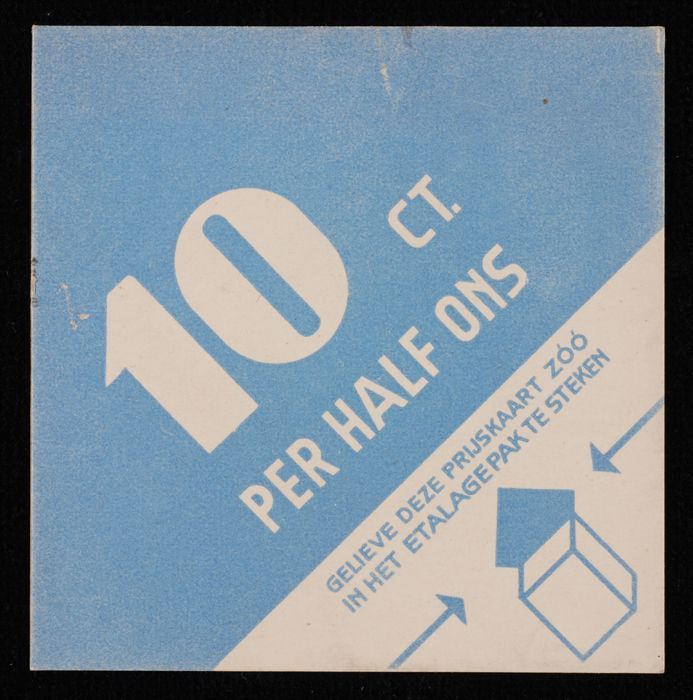 10 CT.
PER HALF ONS
GELIEVE DEZE PRIJSKAART ZÓÓ
IN HET ETALAGEPAK TE STEKEN